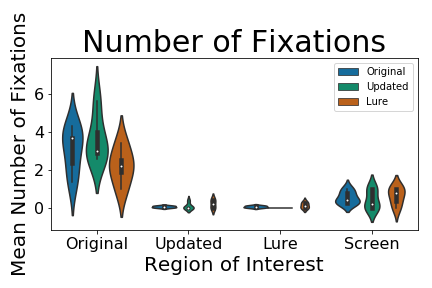 Number of Fixations
Mean Number of Fixations
6
4
2
0
Original
Updated
Lure
Original
Updated
Lure
Screen
Region of Interest